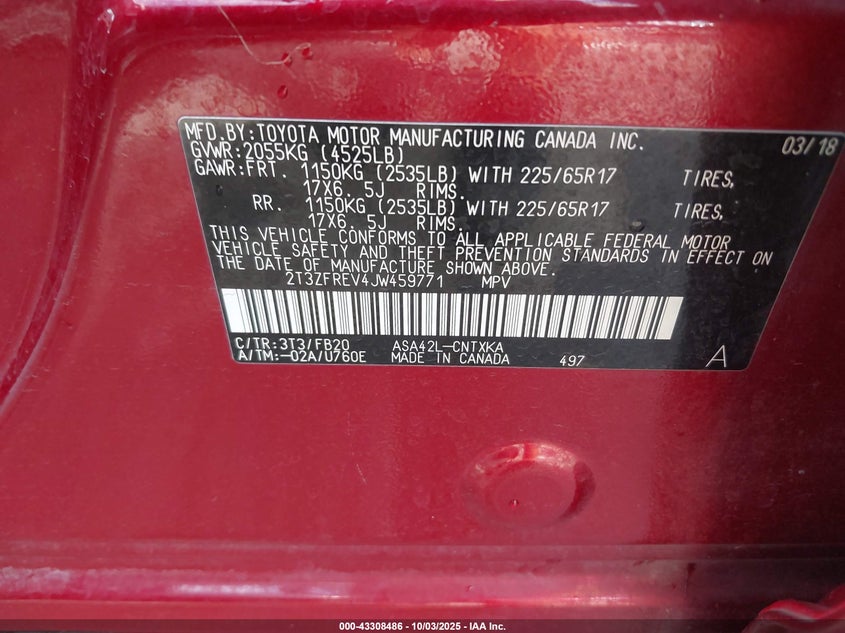 MFD.BY:TOYOTA MOTOR MANUFACTURING CANADA INC. 03/18
GVWR:2055KG (4525LB)
GAWR:FRT. 1150KG (2535LB) WITH 225/65R17 TIRES,
17X6. 5J RIMS.
RR. 1150KG (2535LB) WITH 225/65R17 TIRES,
17X6. 5J RIMS.
THIS VEHICLE CONFORMS TO ALL APPLICABLE FEDERAL MOTOR
VEHICLE SAFETY AND THEFT PREVENTION STANDARDS IN EFFECT ON
THE DATE OF MANUFACTURE SHOWN ABOVE.
2T3ZFREV4JW459771 MPV
C/TR:3T3/FB20 ASA42L-CNTXKA
A/TM:-02A/U760E MADE IN CANADA 497 A
000-43308486 - 10/03/2025 - IAA Inc.